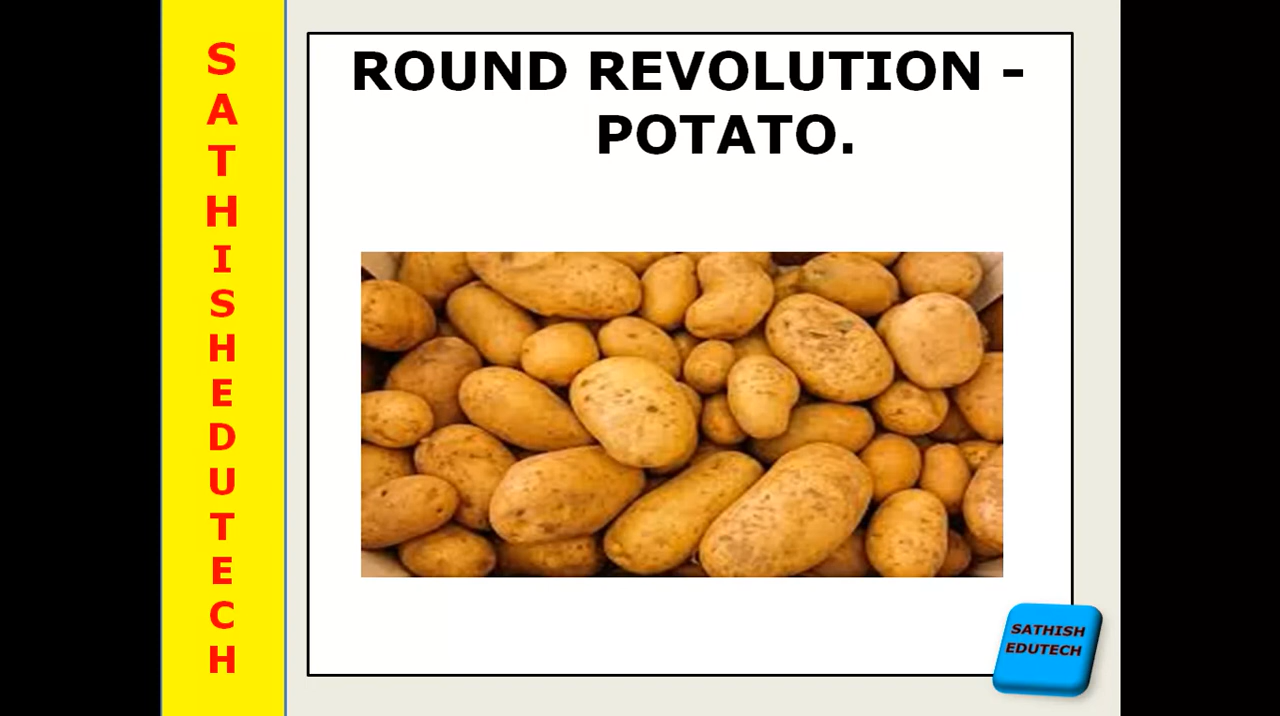 SATHISHEDUTECH
ROUND REVOLUTION -
POTATO.
SATHISH
EDUTECH